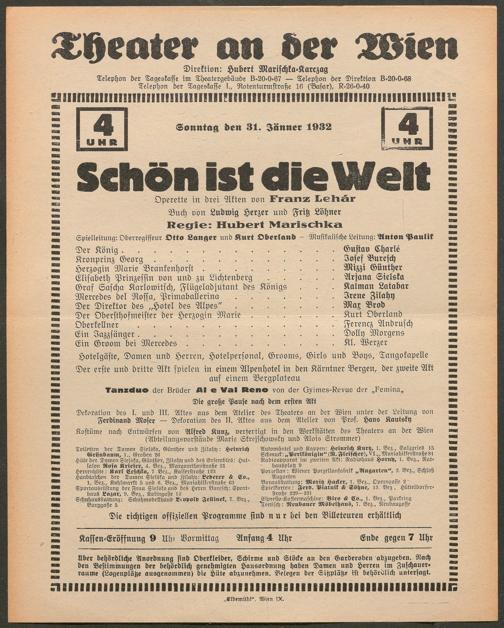 Theater an der Wien
Direktion: Hubert Marischka-Karczag
Telephon der Tageskasse im Theatergebäude B-20-0-67 — Telephon der Direktion B-20-0-68
Telephon der Tageskasse I., Rotenturmstraße 16 (Basar), R-26-0-40
4 UHR
Sonntag den 31. Jänner 1932
4 UHR
Schön ist die Welt
Operette in drei Akten von Franz Lehár
Buch von Ludwig Herzer und Fritz Löhner
Regie: Hubert Marischka
Spielleitung: Oberregisseur Otto Langer und Kurt Oberland — Musikalische Leitung: Anton Paulik
Der König . . . Gustav Charlé
Kronprinz Georg . . . Josef Buresch
Herzogin Marie Brankenhorst . . . Mizzi Günther
Elisabeth Prinzessin von und zu Lichtenberg . . . Arjana Sielska
Graf Sascha Karlowitsch, Flügeladjutant des Königs . . . Kalman Latabar
Mercedes del Rossa, Primaballerina . . . Irene Zilahy
Der Direktor des „Hotel des Alpes“ . . . Max Brod
Der Obersthofmeister der Herzogin Marie . . . Kurt Oberland
Oberkellner . . . Ferencz Andrusch
Ein Jazzsänger . . . Dolly Morgens
Ein Groom bei Mercedes . . . Kl. Werzer
Hotelgäste, Damen und Herren, Hotelpersonal, Grooms, Girls und Boys, Tangokapelle
Der erste und dritte Akt spielen in einem Alpenhotel in den Kärntner Bergen, der zweite Akt
auf einem Bergplateau
Tanzduo der Brüder Al e Val Reno von der Gyimes-Revue der „Femina“
Die große Pause nach dem ersten Akt
Dekoration des I. und III. Aktes aus dem Atelier des Theaters an der Wien unter der Leitung von
Ferdinand Moser — Dekoration des II. Aktes aus dem Atelier von Prof. Hans Kautsky
Kostüme nach Entwürfen von Alfred Kunz, verfertigt in den Werkstätten des Theaters an der Wien
(Abteilungsvorstände Marie Skrejschowsky und Alois Strommer)
Die richtigen offiziellen Programme sind nur bei den Billeteuren erhältlich
Kassen-Eröffnung 9 Uhr Vormittag Anfang 4 Uhr Ende gegen 7 Uhr
Über behördliche Anordnung sind Oberkleider, Schirme und Stöcke an den Garderoben abzugeben. Nach
den Bestimmungen der behördlich genehmigten Hausordnung haben Damen und Herren im Zuschauer-
raume (Logenplätze ausgenommen) die Hüte abzunehmen. Belegen der Sitzplätze ist behördlich untersagt.
„Elbemühl“, Wien IX.